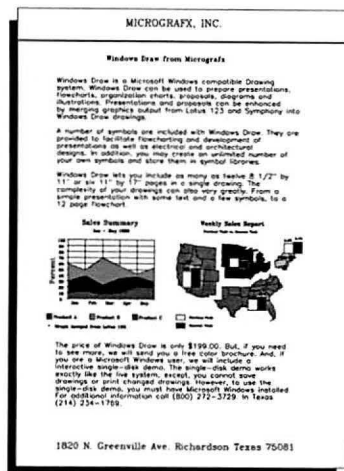 MICROGRAFX, INC.
Windows Draw from Micrografx
Windows Draw is a Microsoft Windows compatible Drawing
system. Windows Draw can be used to prepare presentations,
flowcharts, organization charts, proposals, diagrams and
illustrations. Presentations and proposals can be enhanced
by merging graphics output from Lotus 123 and Symphony into
Windows Draw drawings.
A number of symbols are included with Windows Draw. They are
provided to facilitate flowcharting and development of
presentations as well as electrical and architectural
designs. In addition, you may create an unlimited number of
your own symbols and store them in symbol libraries.
Windows Draw lets you include as many as twelve 8 1/2" by
11" or six 11" by 17" pages in a single drawing. The
complexity of your drawings can also vary greatly. From a
simple presentation with some text and a few symbols, to a
12 page flowchart.
Sales Summary
Weekly Sales Report
Percent
Product A Product B Product C
The price of Windows Draw is only $199.00. But, if you need
to see more, we will send you a free color brochure. And, if
you are a Microsoft Windows user, we will include a
interactive single-disk demo. The single-disk demo works
exactly like the live system, except, you cannot save
drawings or print changed drawings. However, to use the
single-disk demo, you must have Microsoft Windows installed
For additional information call (800) 272-3729. In Texas
(214) 234-1769.
1820 N. Greenville Ave. Richardson Texas 75081